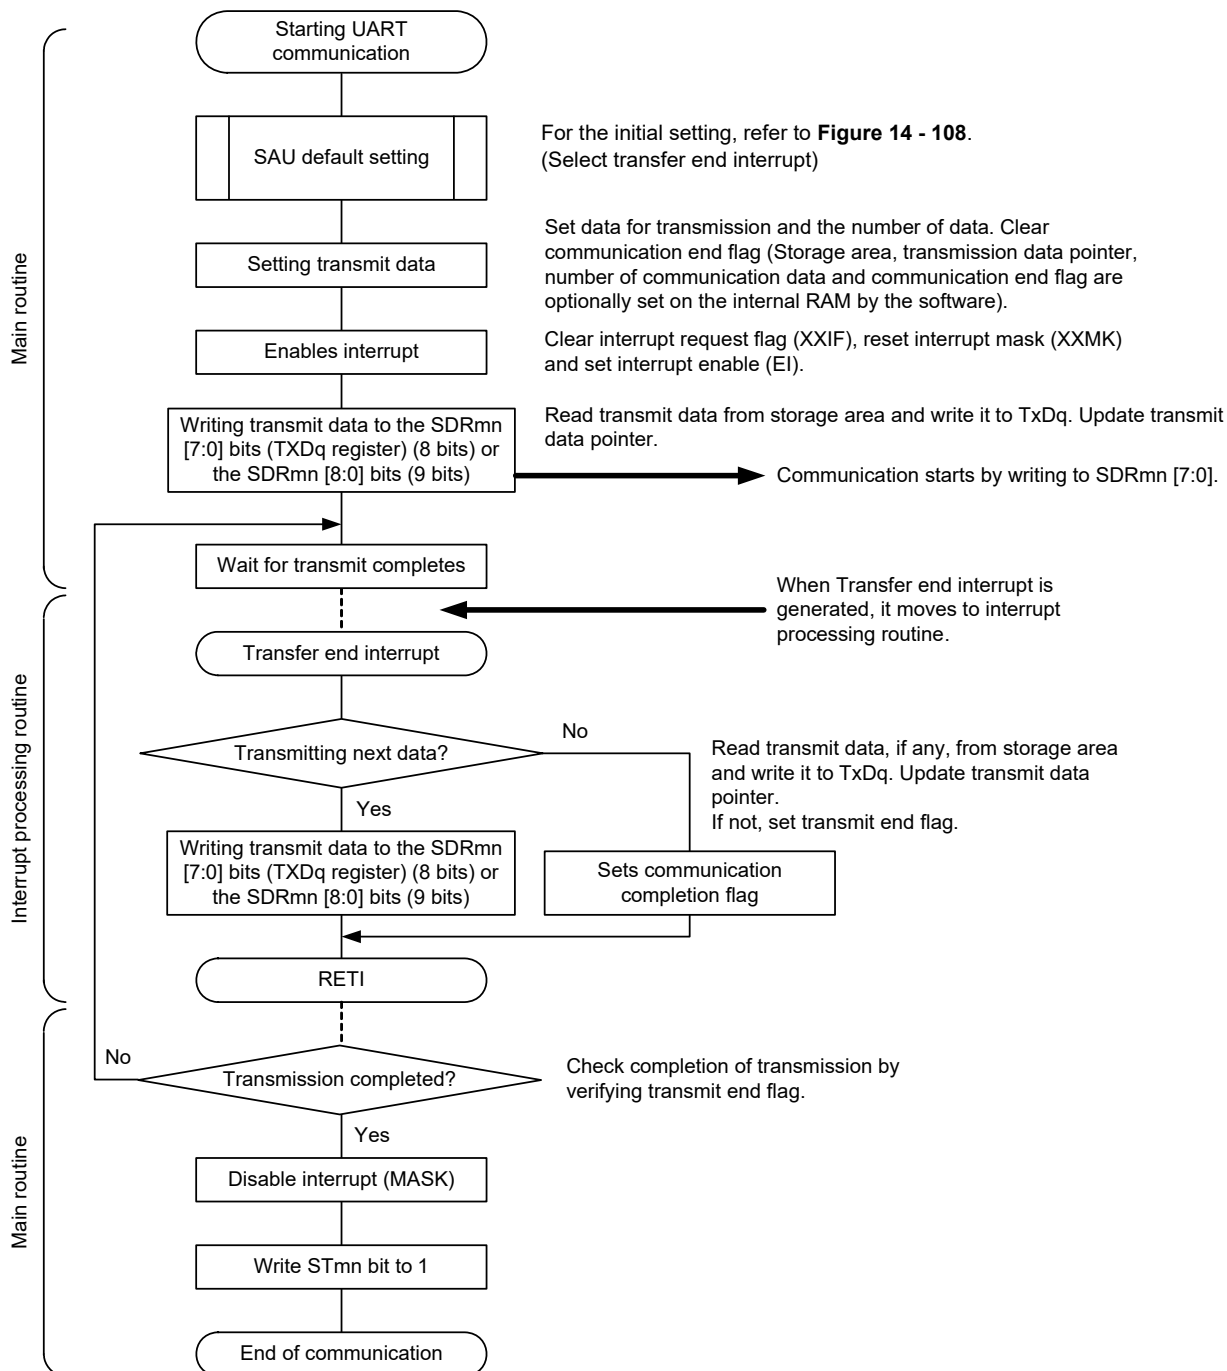 Starting UART
communication
SAU default setting
For the initial setting, refer to Figure 14 - 108.
(Select transfer end interrupt)
Main routine
Setting transmit data
Set data for transmission and the number of data. Clear
communication end flag (Storage area, transmission data pointer,
number of communication data and communication end flag are
optionally set on the internal RAM by the software).
Enables interrupt
Clear interrupt request flag (XXIF), reset interrupt mask (XXMK)
and set interrupt enable (EI).
Writing transmit data to the SDRmn
[7:0] bits (TXDq register) (8 bits) or
the SDRmn [8:0] bits (9 bits)
Read transmit data from storage area and write it to TxDq. Update transmit
data pointer.
Communication starts by writing to SDRmn [7:0].
Wait for transmit completes
When Transfer end interrupt is
generated, it moves to interrupt
processing routine.
Transfer end interrupt
Interrupt processing routine
Transmitting next data?
No
Yes
Read transmit data, if any, from storage area
and write it to TxDq. Update transmit data
pointer.
If not, set transmit end flag.
Writing transmit data to the SDRmn
[7:0] bits (TXDq register) (8 bits) or
the SDRmn [8:0] bits (9 bits)
Sets communication
completion flag
RETI
No
Transmission completed?
Check completion of transmission by
verifying transmit end flag.
Yes
Main routine
Disable interrupt (MASK)
Write STmn bit to 1
End of communication